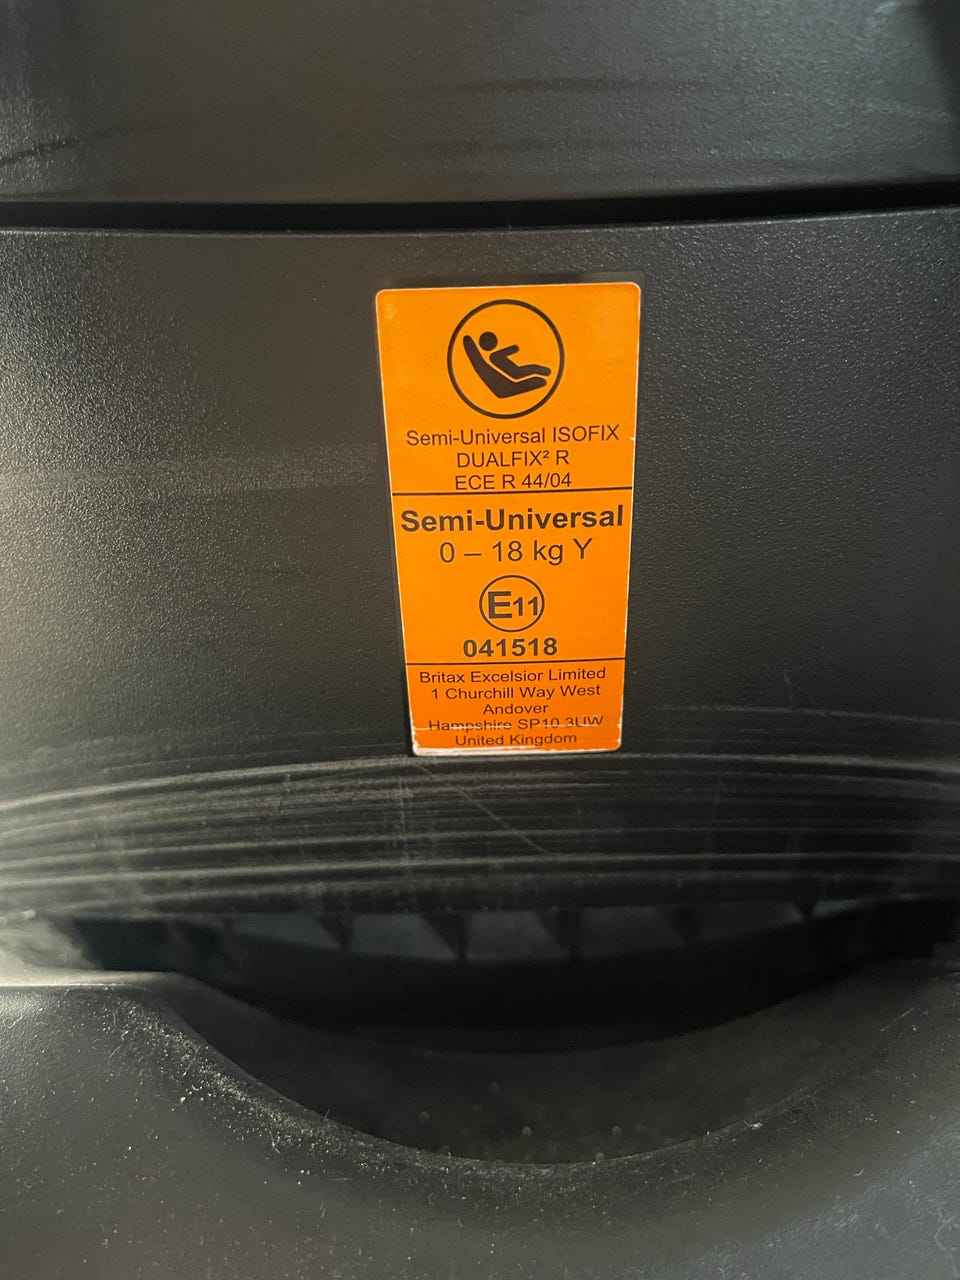 Semi-Universal ISOFIX
DUALFIX² R
ECE R 44/04
Semi-Universal
0 – 18 kg Y
E11
041518
Britax Excelsior Limited
1 Churchill Way West
Andover
Hampshire SP10 3UW
United Kingdom